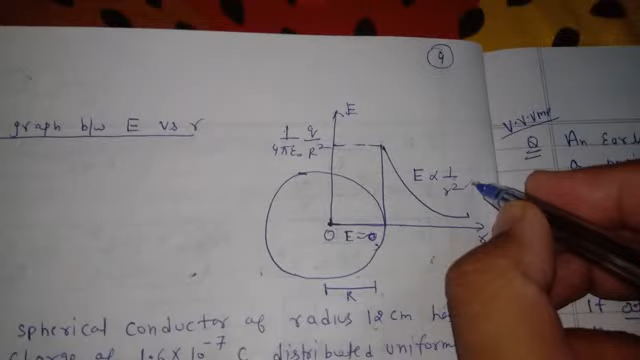 9
graph b/w E vs r
E
1/4πε₀ q/R²
E ∝ 1/r²
O E=0
R
spherical conductor of radius 12 cm
charge of 1.6 × 10⁻⁷ C distributed uniform
V.V.V Imp
Q An
a
If